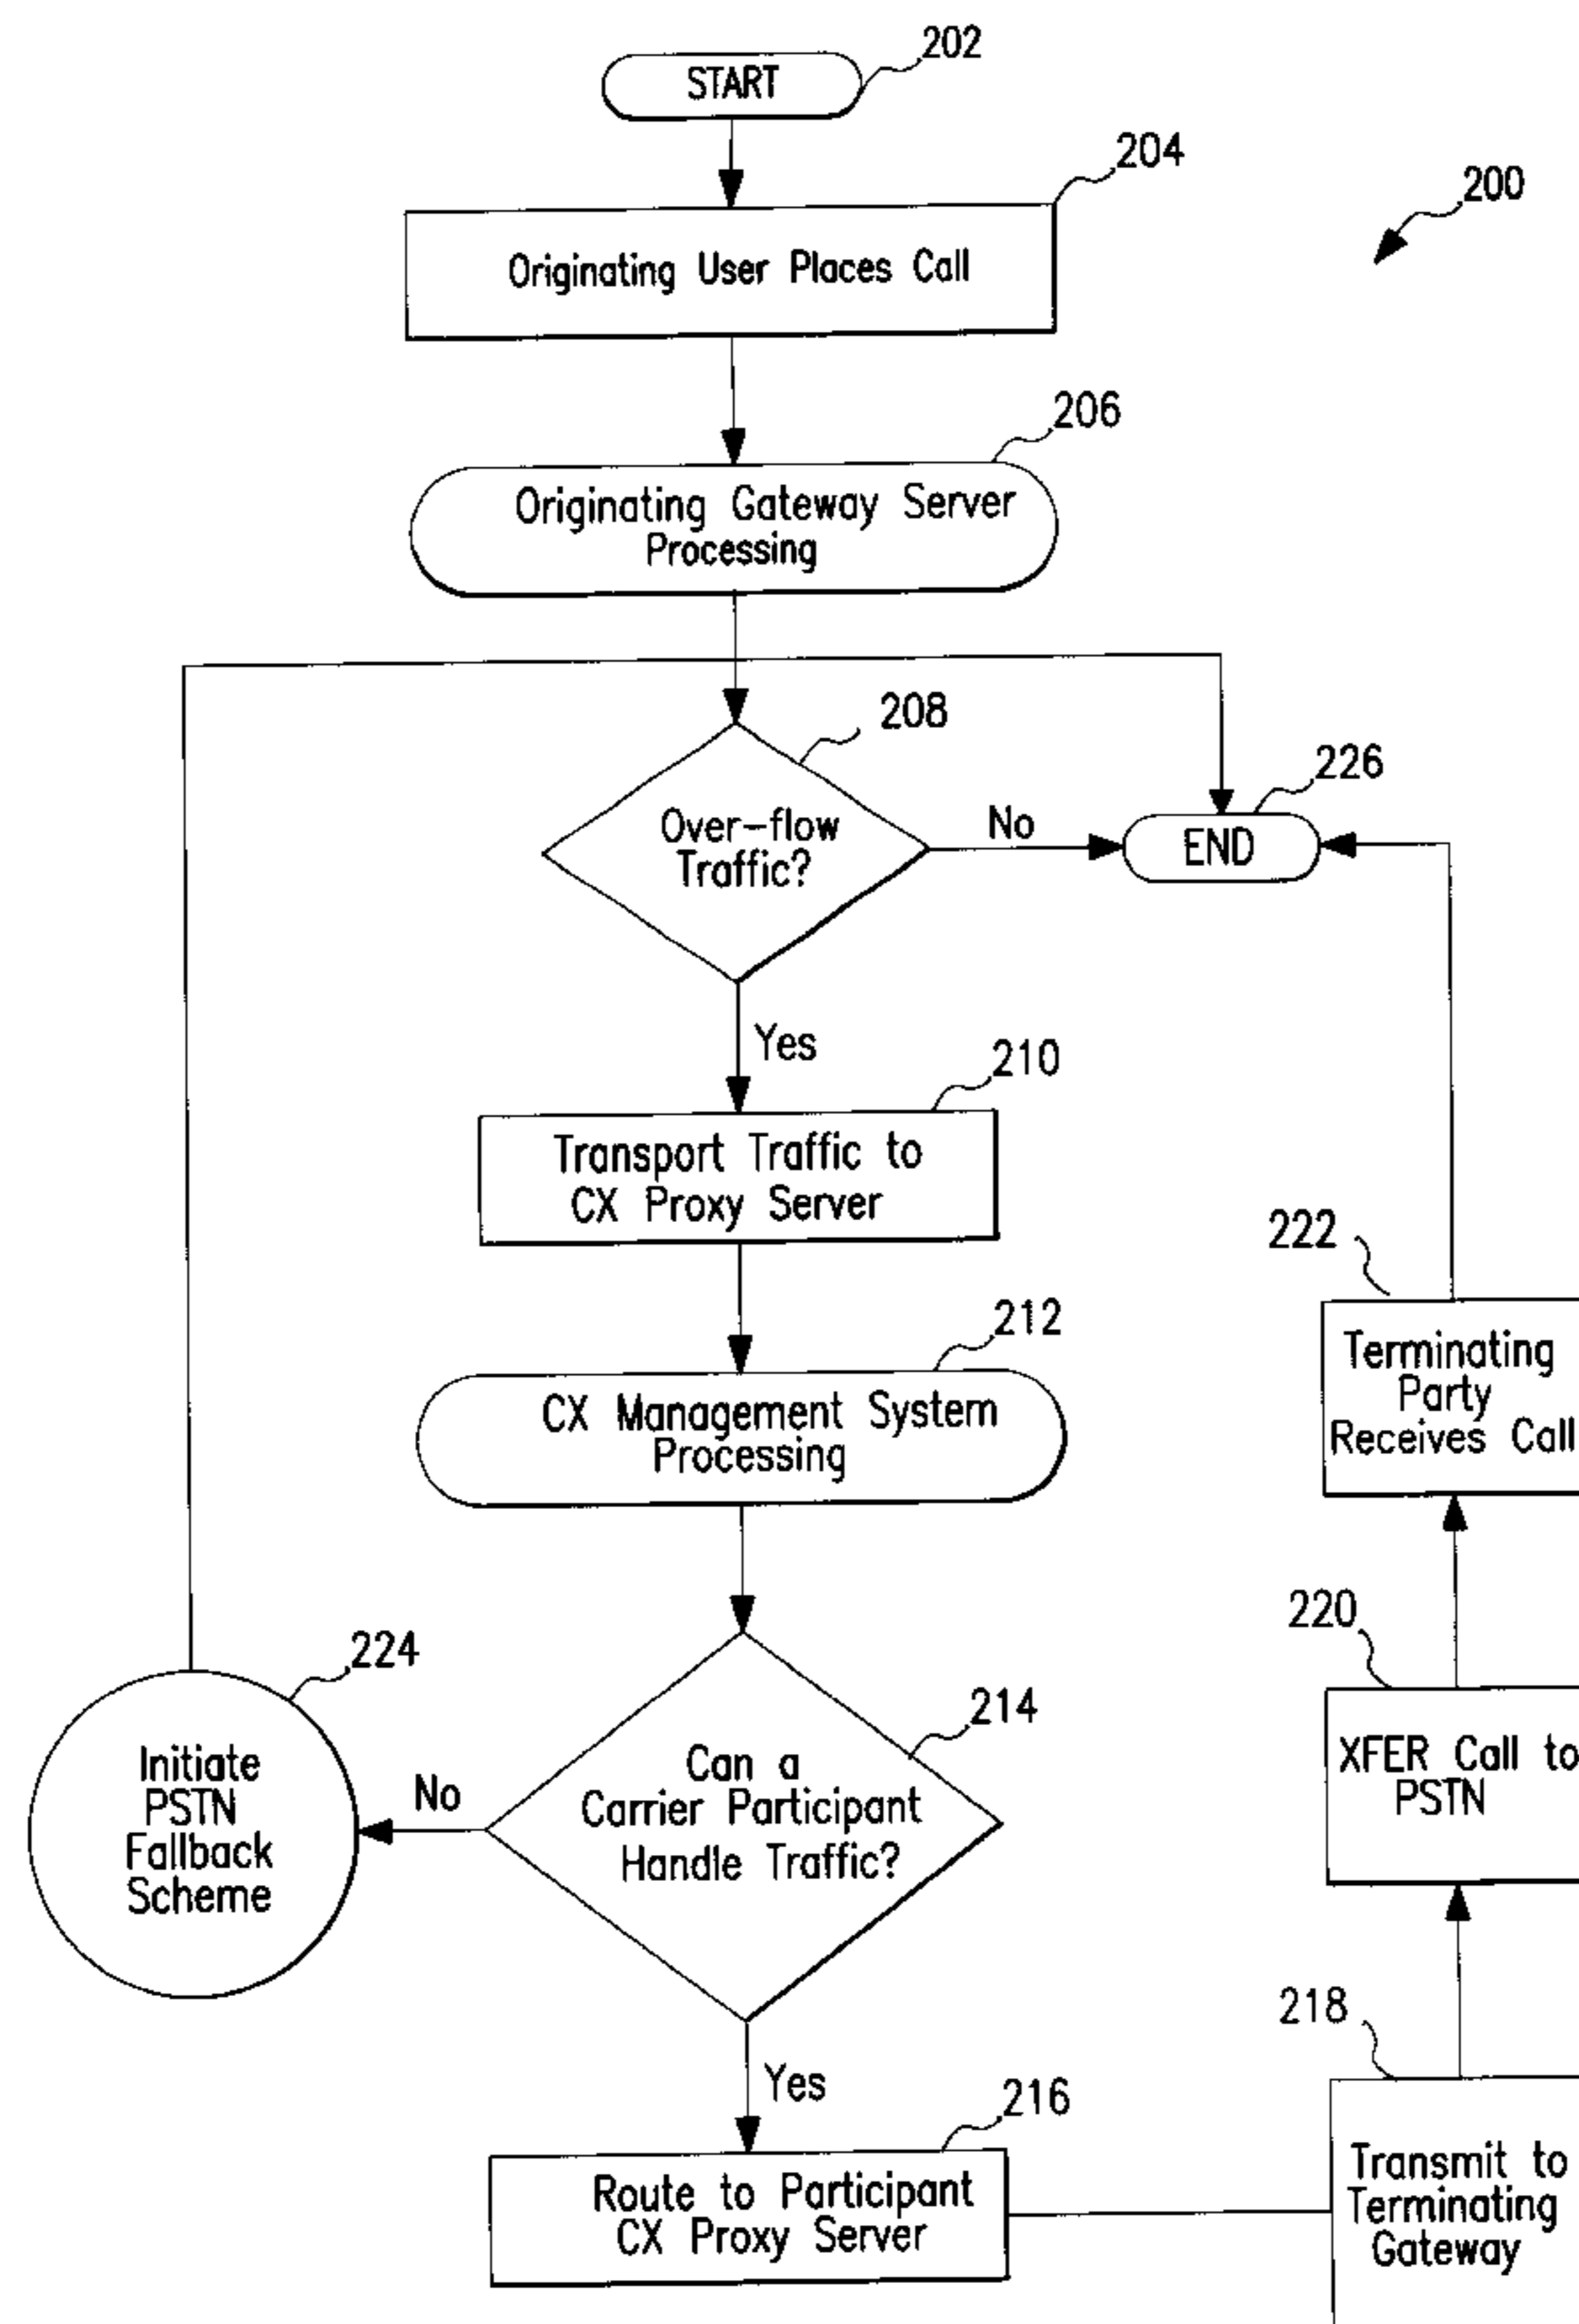 202
START
204
200
Originating User Places Call
206
Originating Gateway Server
Processing
208
226
Over-flow
Traffic?
No
END
Yes
210
Transport Traffic to
CX Proxy Server
222
212
Terminating
Party
Receives Call
CX Management System
Processing
220
224
214
XFER Call to
PSTN
Initiate
PSTN
Fallback
Scheme
No
Can a
Carrier Participant
Handle Traffic?
218
Yes
216
Transmit to
Terminating
Gateway
Route to Participant
CX Proxy Server